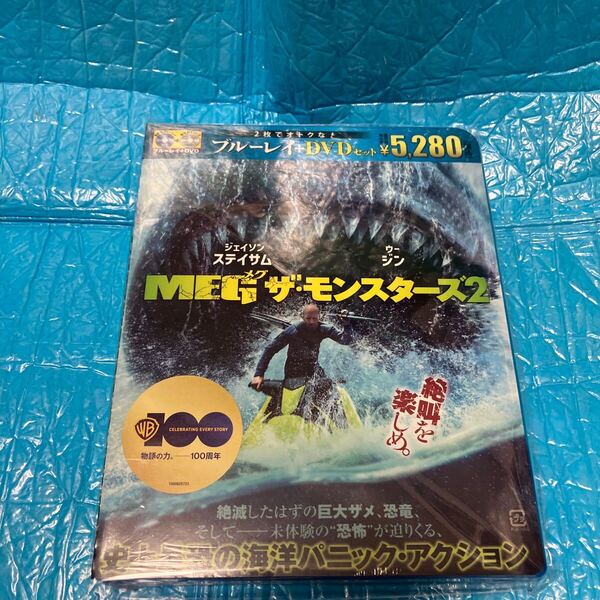 2枚でオトクな!
ブルーレイ+DVD
ブルーレイ+DVDセット ¥5,280
ジェイソン
ステイサム
ウー
ジン
メグ
MEG ザ・モンスターズ2
絶叫を
楽しめ。
WB 100
CELEBRATING EVERY STORY
物語の力。——100周年
1000828723
絶滅したはずの巨大ザメ、恐竜、
そして——未体験の“恐怖”が迫りくる、
の海洋パニック・アクション